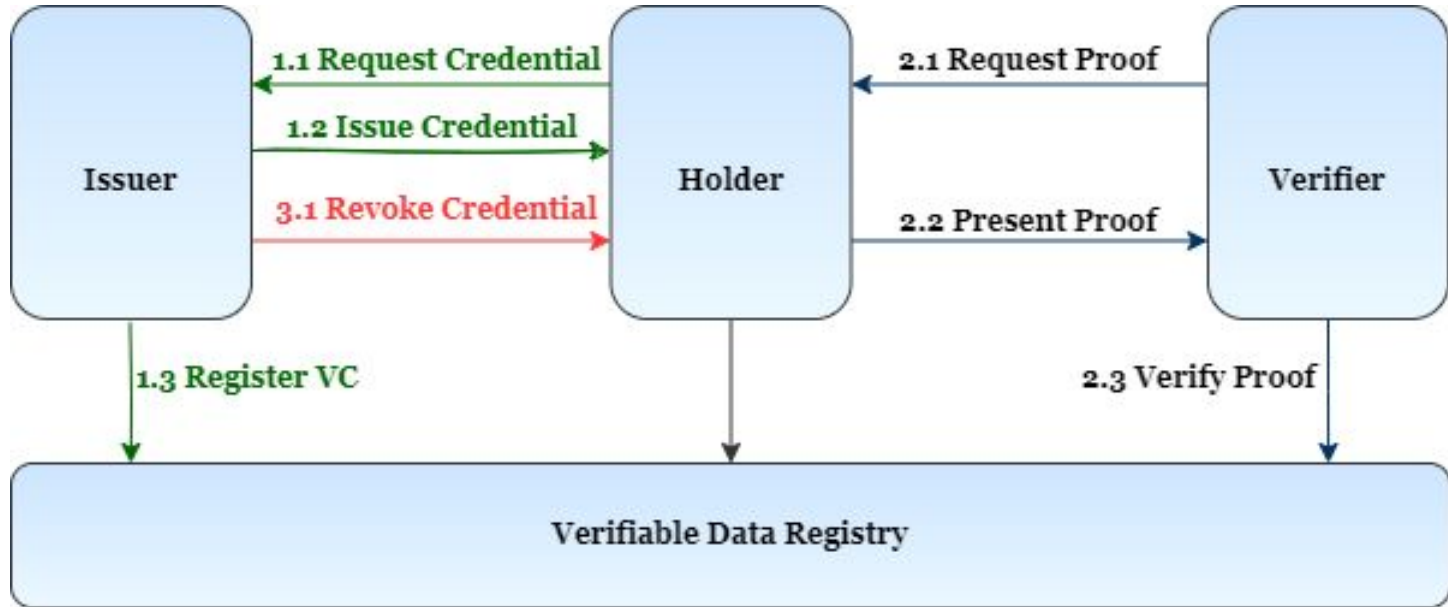 1.1 Request Credential
2.1 Request Proof
1.2 Issue Credential
Issuer
Holder
Verifier
3.1 Revoke Credential
2.2 Present Proof
1.3 Register VC
2.3 Verify Proof
Verifiable Data Registry